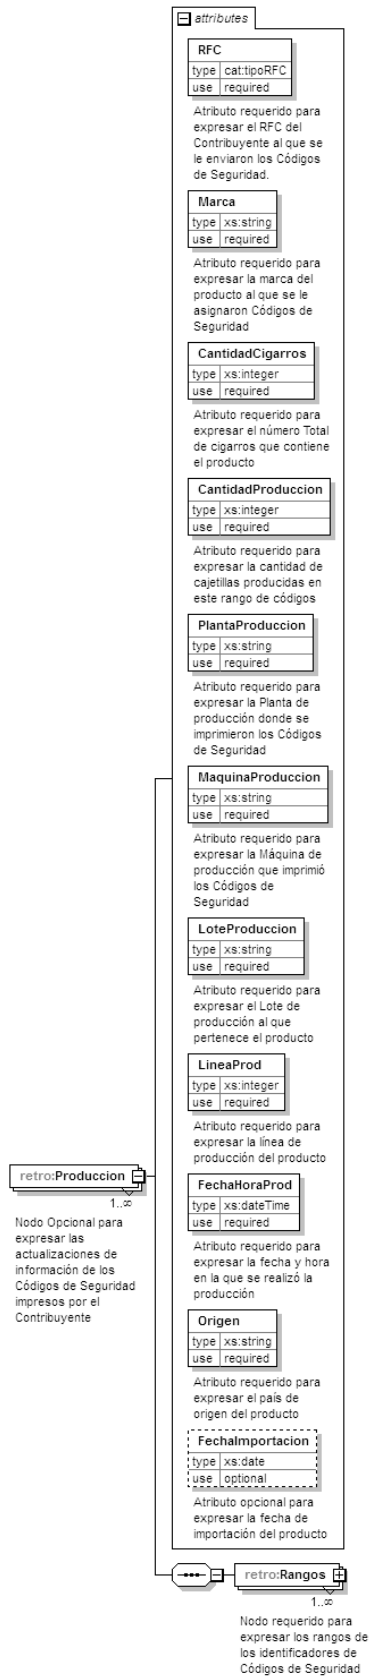 attributes
RFC
type cat:tipoRFC
use required
Atributo requerido para
expresar el RFC del
Contribuyente al que se
le enviaron los Códigos
de Seguridad.
Marca
type xs:string
use required
Atributo requerido para
expresar la marca del
producto al que se le
asignaron Códigos de
Seguridad
CantidadCigarros
type xs:integer
use required
Atributo requerido para
expresar el número Total
de cigarros que contiene
el producto
CantidadProduccion
type xs:integer
use required
Atributo requerido para
expresar la cantidad de
cajetillas producidas en
este rango de códigos
PlantaProduccion
type xs:string
use required
Atributo requerido para
expresar la Planta de
producción donde se
imprimieron los Códigos
de Seguridad
MaquinaProduccion
type xs:string
use required
Atributo requerido para
expresar la Máquina de
producción que imprimió
los Códigos de
Seguridad
LoteProduccion
type xs:string
use required
Atributo requerido para
expresar el Lote de
producción al que
pertenece el producto
LineaProd
type xs:integer
use required
Atributo requerido para
expresar la línea de
producción del producto
retro:Produccion
1..∞
Nodo Opcional para
expresar las
actualizaciones de
información de los
Códigos de Seguridad
impresos por el
Contribuyente
FechaHoraProd
type xs:dateTime
use required
Atributo requerido para
expresar la fecha y hora
en la que se realizó la
producción
Origen
type xs:string
use required
Atributo requerido para
expresar el país de
origen del producto
FechaImportacion
type xs:date
use optional
Atributo opcional para
expresar la fecha de
importación del producto
retro:Rangos
1..∞
Nodo requerido para
expresar los rangos de
los identificadores de
Códigos de Seguridad